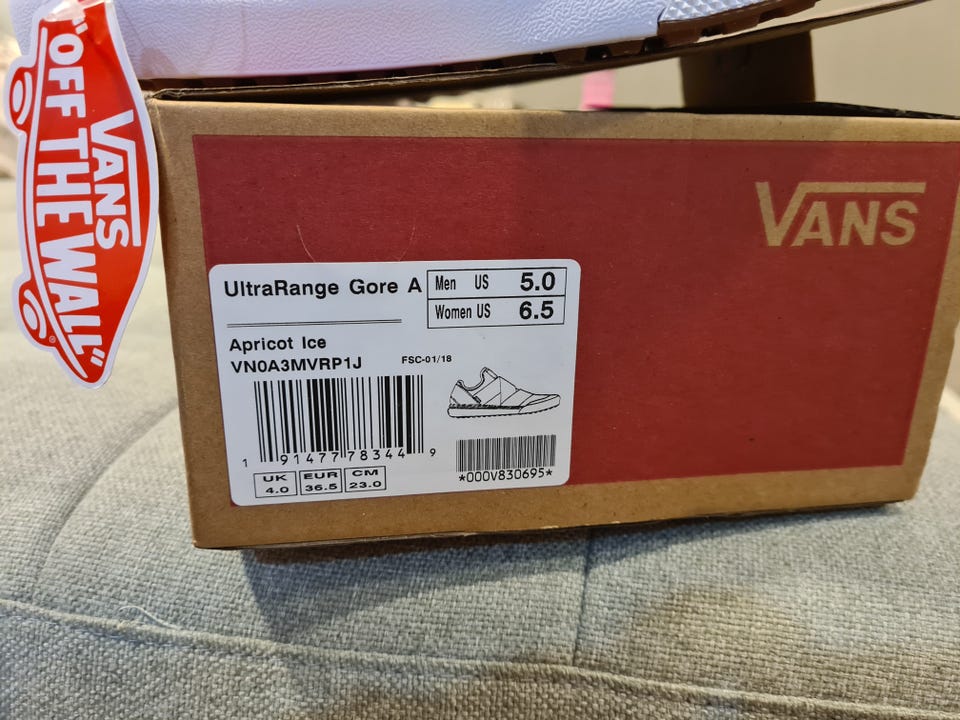 "OFF THE WALL"
VANS
®
VANS
UltraRange Gore A
Men US 5.0
Women US 6.5
Apricot Ice
VN0A3MVRP1J
FSC-01/18
1 91477 78344 9
*000V830695*
UK EUR CM
4.0 36.5 23.0